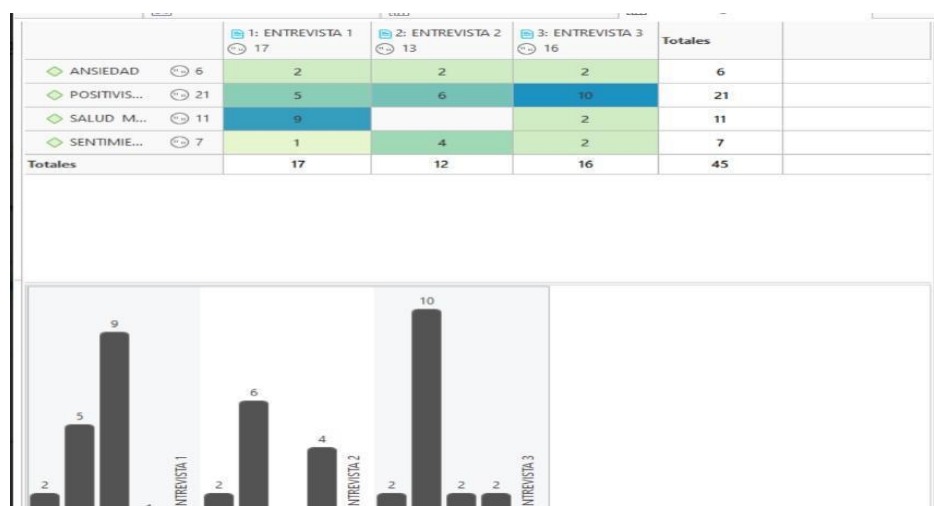 1: ENTREVISTA 1 2: ENTREVISTA 2 3: ENTREVISTA 3 Totales
17 13 16
ANSIEDAD 6 2 2 2 6
POSITIVIS... 21 5 6 10 21
SALUD M... 11 9 2 11
SENTIMIE... 7 1 4 2 7
Totales 17 12 16 45
10
9
6
5
4
2 2 2 2 2
NTREVISTA 1
NTREVISTA 2
NTREVISTA 3